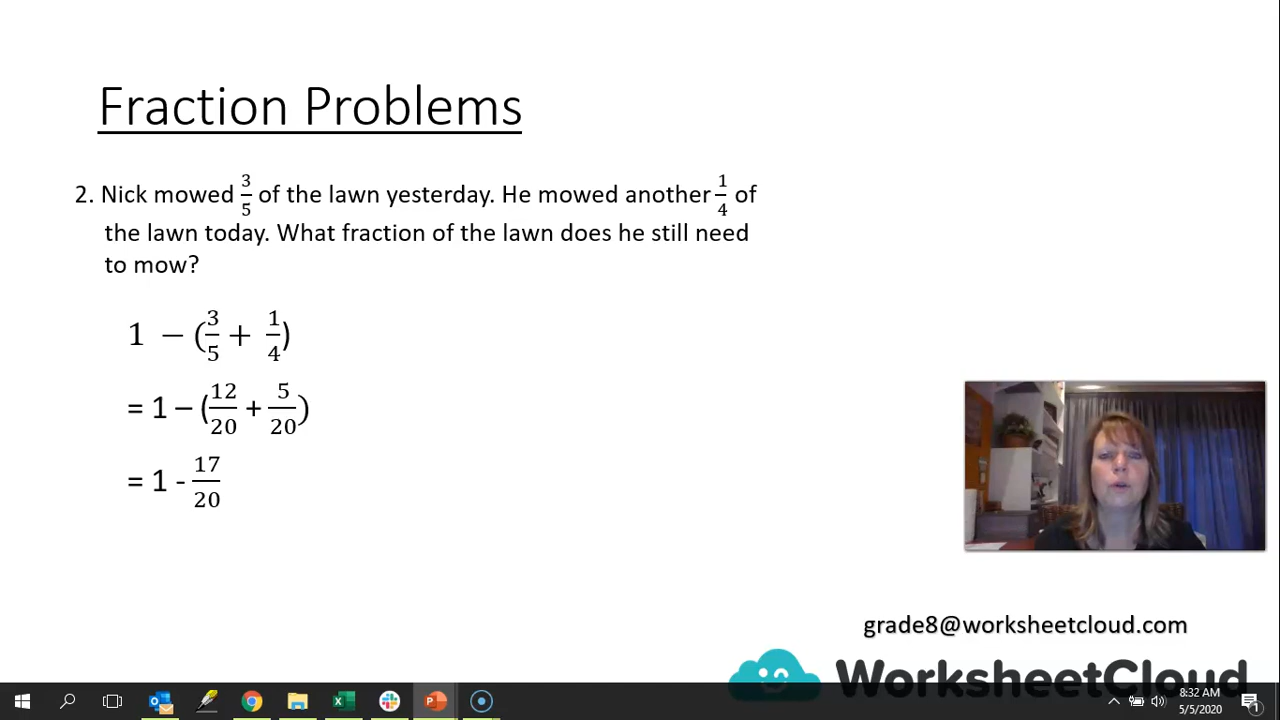 Fraction Problems
2. Nick mowed 3/5 of the lawn yesterday. He mowed another 1/4 of
the lawn today. What fraction of the lawn does he still need
to mow?
1 − (3/5 + 1/4)
= 1 – (12/20 + 5/20)
= 1 - 17/20
grade8@worksheetcloud.com
WorksheetCloud
8:32 AM
5/5/2020
1